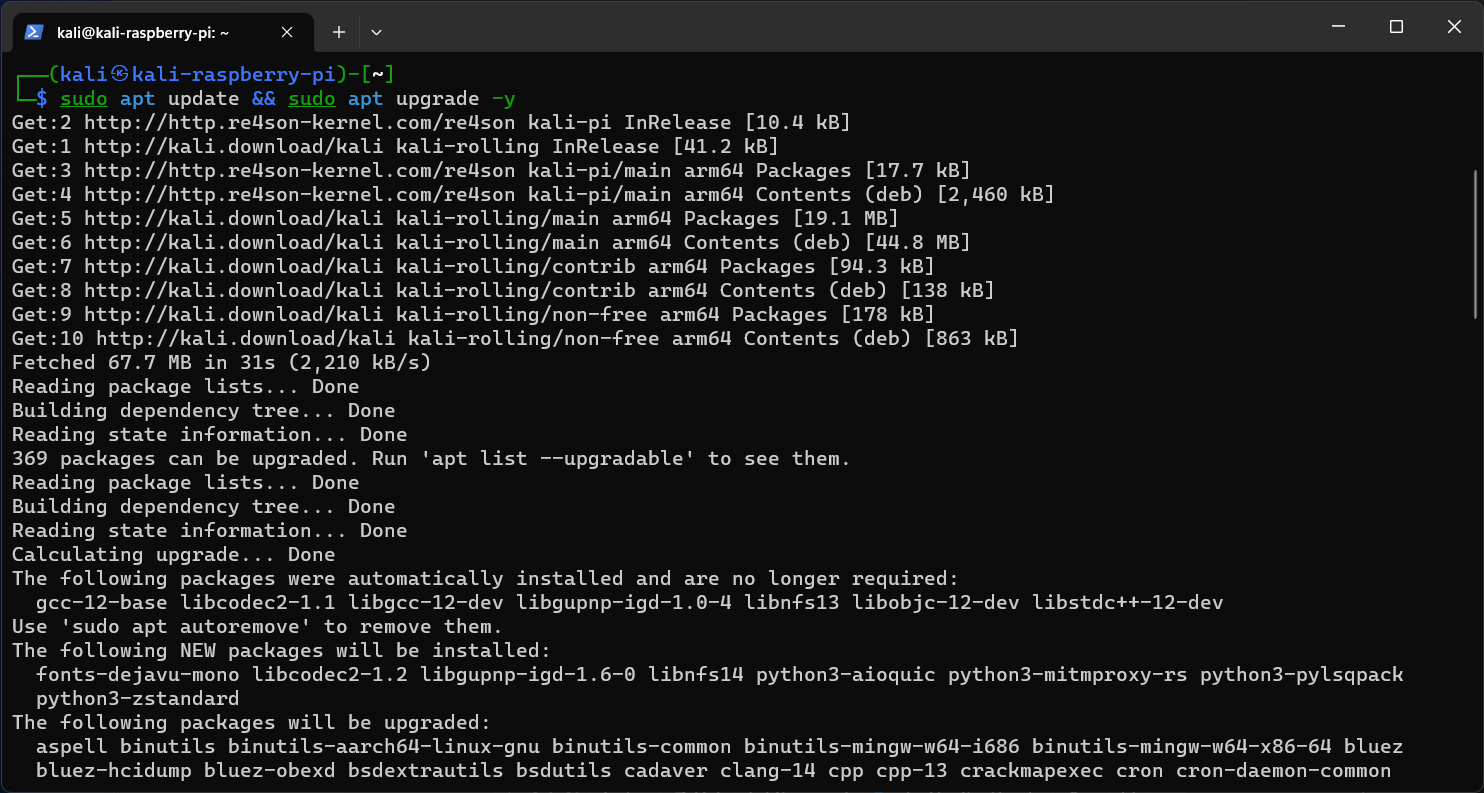 kali@kali-raspberry-pi: ~
┌──(kali㉿kali-raspberry-pi)-[~]
└─$ sudo apt update && sudo apt upgrade -y
Get:2 http://http.re4son-kernel.com/re4son kali-pi InRelease [10.4 kB]
Get:1 http://kali.download/kali kali-rolling InRelease [41.2 kB]
Get:3 http://http.re4son-kernel.com/re4son kali-pi/main arm64 Packages [17.7 kB]
Get:4 http://http.re4son-kernel.com/re4son kali-pi/main arm64 Contents (deb) [2,460 kB]
Get:5 http://kali.download/kali kali-rolling/main arm64 Packages [19.1 MB]
Get:6 http://kali.download/kali kali-rolling/main arm64 Contents (deb) [44.8 MB]
Get:7 http://kali.download/kali kali-rolling/contrib arm64 Packages [94.3 kB]
Get:8 http://kali.download/kali kali-rolling/contrib arm64 Contents (deb) [138 kB]
Get:9 http://kali.download/kali kali-rolling/non-free arm64 Packages [178 kB]
Get:10 http://kali.download/kali kali-rolling/non-free arm64 Contents (deb) [863 kB]
Fetched 67.7 MB in 31s (2,210 kB/s)
Reading package lists... Done
Building dependency tree... Done
Reading state information... Done
369 packages can be upgraded. Run 'apt list --upgradable' to see them.
Reading package lists... Done
Building dependency tree... Done
Reading state information... Done
Calculating upgrade... Done
The following packages were automatically installed and are no longer required:
  gcc-12-base libcodec2-1.1 libgcc-12-dev libgupnp-igd-1.0-4 libnfs13 libobjc-12-dev libstdc++-12-dev
Use 'sudo apt autoremove' to remove them.
The following NEW packages will be installed:
  fonts-dejavu-mono libcodec2-1.2 libgupnp-igd-1.6-0 libnfs14 python3-aioquic python3-mitmproxy-rs python3-pylsqpack
  python3-zstandard
The following packages will be upgraded:
  aspell binutils binutils-aarch64-linux-gnu binutils-common binutils-mingw-w64-i686 binutils-mingw-w64-x86-64 bluez
  bluez-hcidump bluez-obexd bsdextrautils bsdutils cadaver clang-14 cpp cpp-13 crackmapexec cron cron-daemon-common